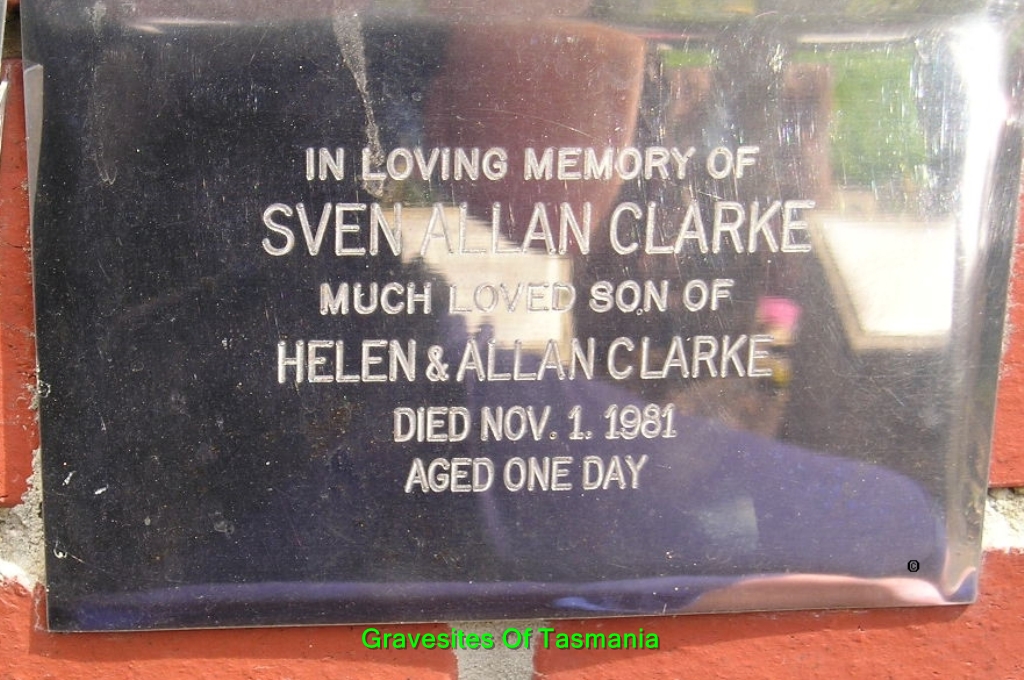 IN LOVING MEMORY OF
SVEN ALLAN CLARKE
MUCH LOVED SON OF
HELEN & ALLAN CLARKE
DIED NOV. 1. 1981
AGED ONE DAY
©
Gravesites Of Tasmania